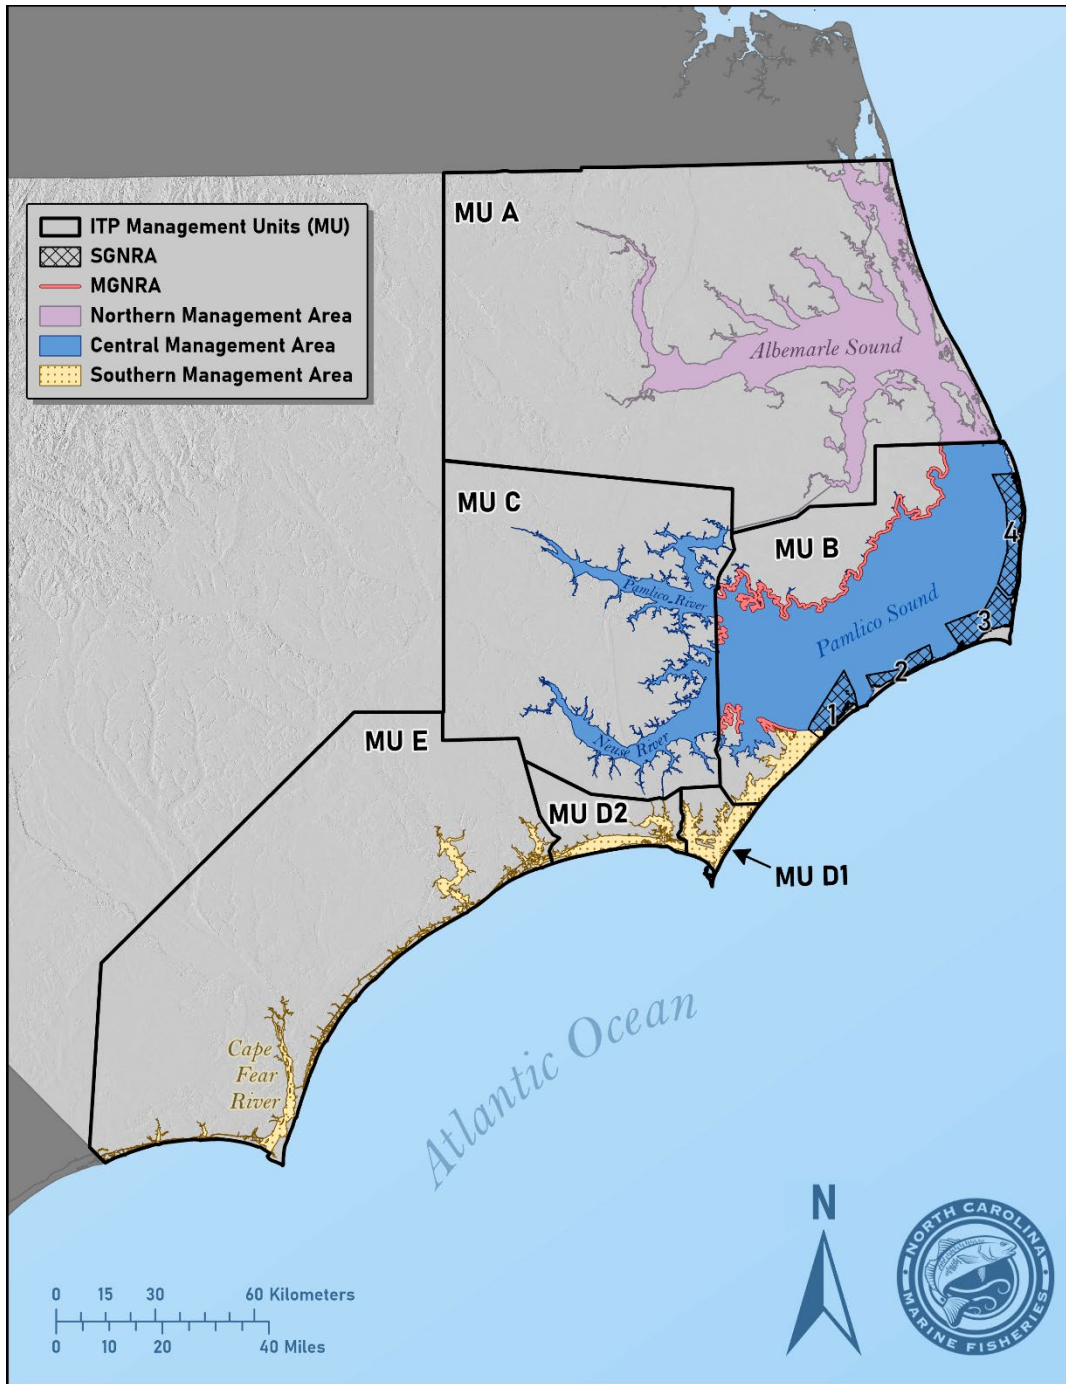 MU A
ITP Management Units (MU)
SGNRA
MGNRA
Northern Management Area
Central Management Area
Southern Management Area
Albemarle Sound
MU C
MU B
4
Pamlico River
Pamlico Sound
3
2
1
MU E
Neuse River
MU D2
MU D1
Cape
Fear
River
Atlantic Ocean
N
NORTH CAROLINA
MARINE FISHERIES
0 15 30 60 Kilometers
0 10 20 40 Miles